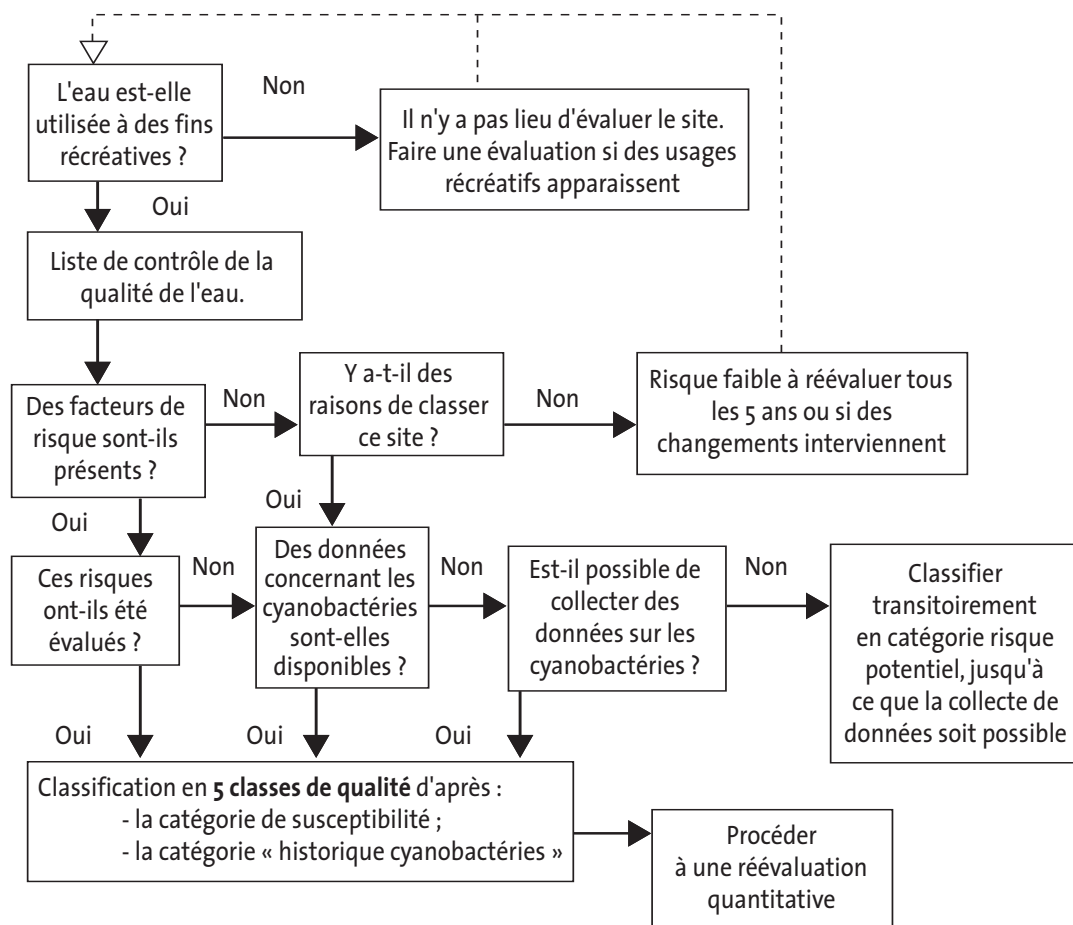 L'eau est-elle
utilisée à des fins
récréatives ?
Non
Il n'y a pas lieu d'évaluer le site.
Faire une évaluation si des usages
récréatifs apparaissent
Oui
Liste de contrôle de la
qualité de l'eau.
Des facteurs de
risque sont-ils
présents ?
Non
Y a-t-il des
raisons de classer
ce site ?
Non
Risque faible à réévaluer tous
les 5 ans ou si des
changements interviennent
Oui
Oui
Ces risques
ont-ils été
évalués ?
Non
Des données
concernant les
cyanobactéries
sont-elles
disponibles ?
Non
Est-il possible de
collecter des
données sur les
cyanobactéries ?
Non
Classifier
transitoirement
en catégorie risque
potentiel, jusqu'à
ce que la collecte de
données soit possible
Oui
Oui
Oui
Classification en 5 classes de qualité d'après :
- la catégorie de susceptibilité ;
- la catégorie « historique cyanobactéries »
Procéder
à une réévaluation
quantitative